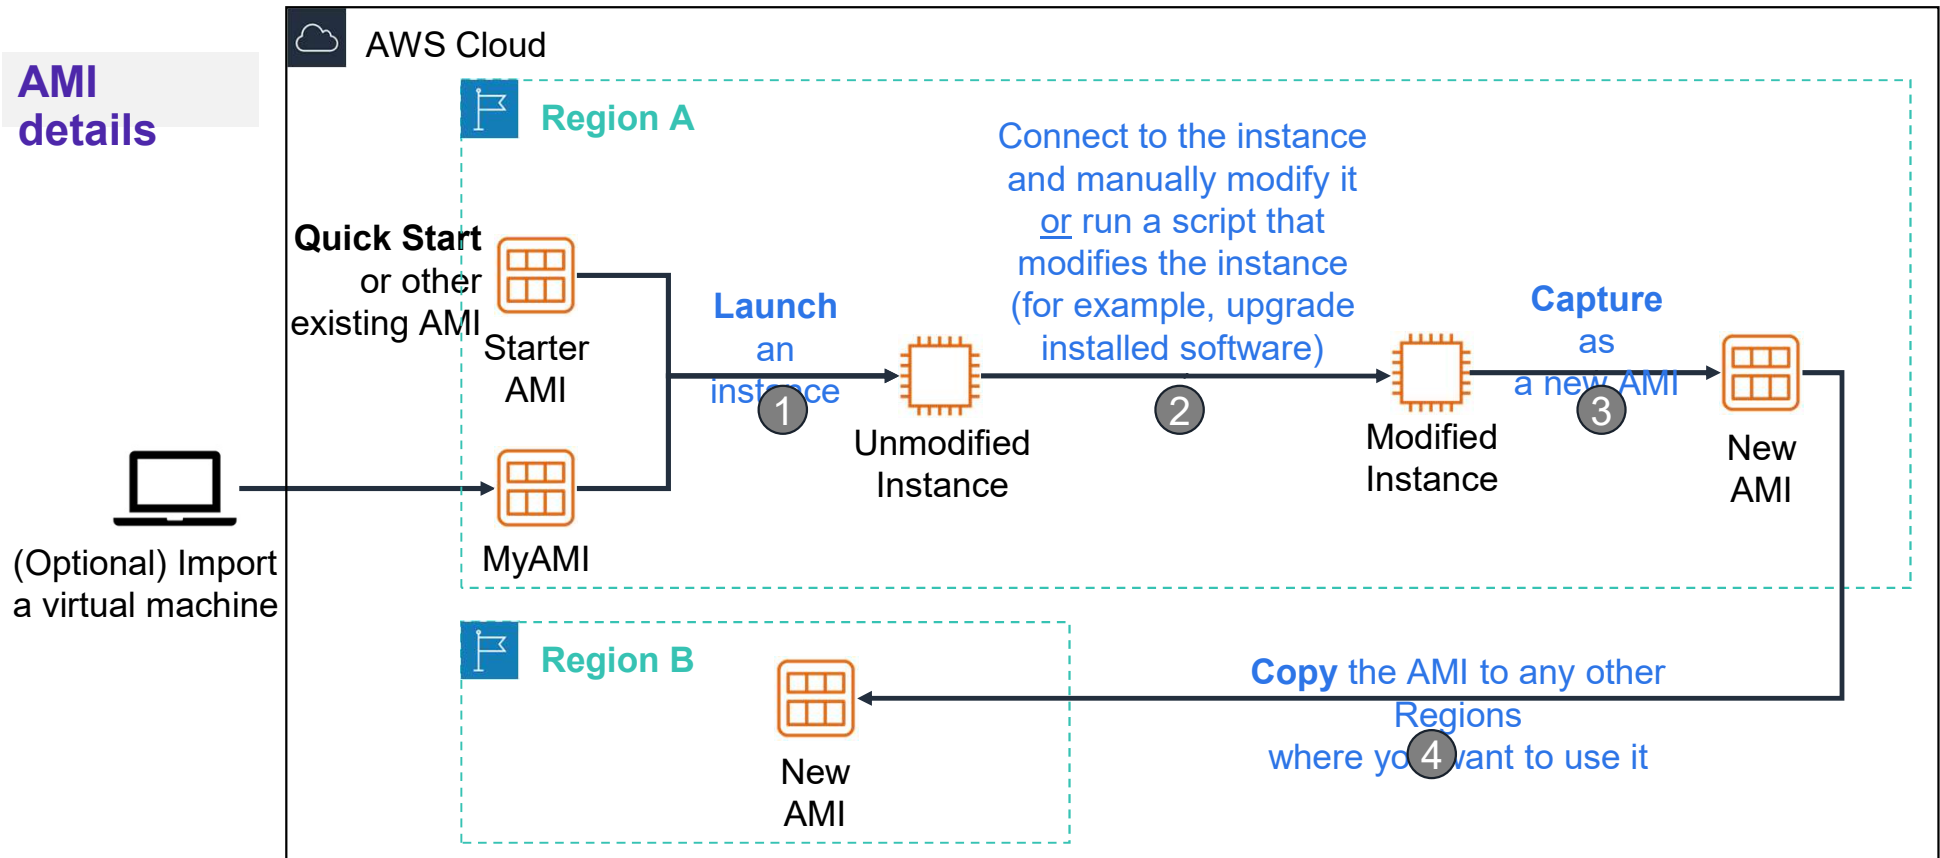 AWS Cloud
AMI
details
Region A
Connect to the instance
and manually modify it
or run a script that
modifies the instance
(for example, upgrade
installed software)
Quick Start
or other
existing AMI
Starter
AMI
Launch
an
instance
1
Unmodified
Instance
2
Modified
Instance
Capture
as
a new AMI
3
New
AMI
MyAMI
(Optional) Import
a virtual machine
Region B
New
AMI
Copy the AMI to any other
Regions
where you want to use it
4